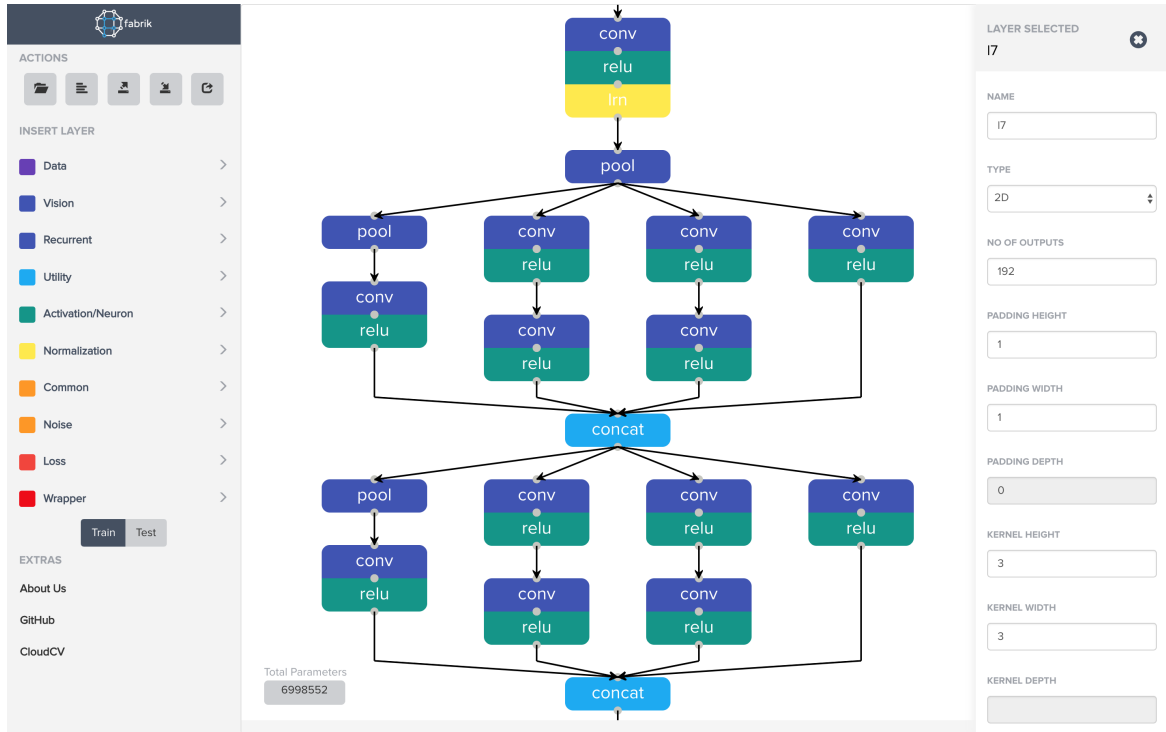 fabrik
ACTIONS
INSERT LAYER
Data
Vision
Recurrent
Utility
Activation/Neuron
Normalization
Common
Noise
Loss
Wrapper
Train Test
EXTRAS
About Us
GitHub
CloudCV
conv
relu
lrn
pool
pool conv conv conv
relu relu relu
conv
relu
conv conv
relu relu
concat
pool conv conv conv
relu relu relu
conv
relu
conv conv
relu relu
concat
Total Parameters
6998552
LAYER SELECTED
l7
NAME
l7
TYPE
2D
NO OF OUTPUTS
192
PADDING HEIGHT
1
PADDING WIDTH
1
PADDING DEPTH
0
KERNEL HEIGHT
3
KERNEL WIDTH
3
KERNEL DEPTH